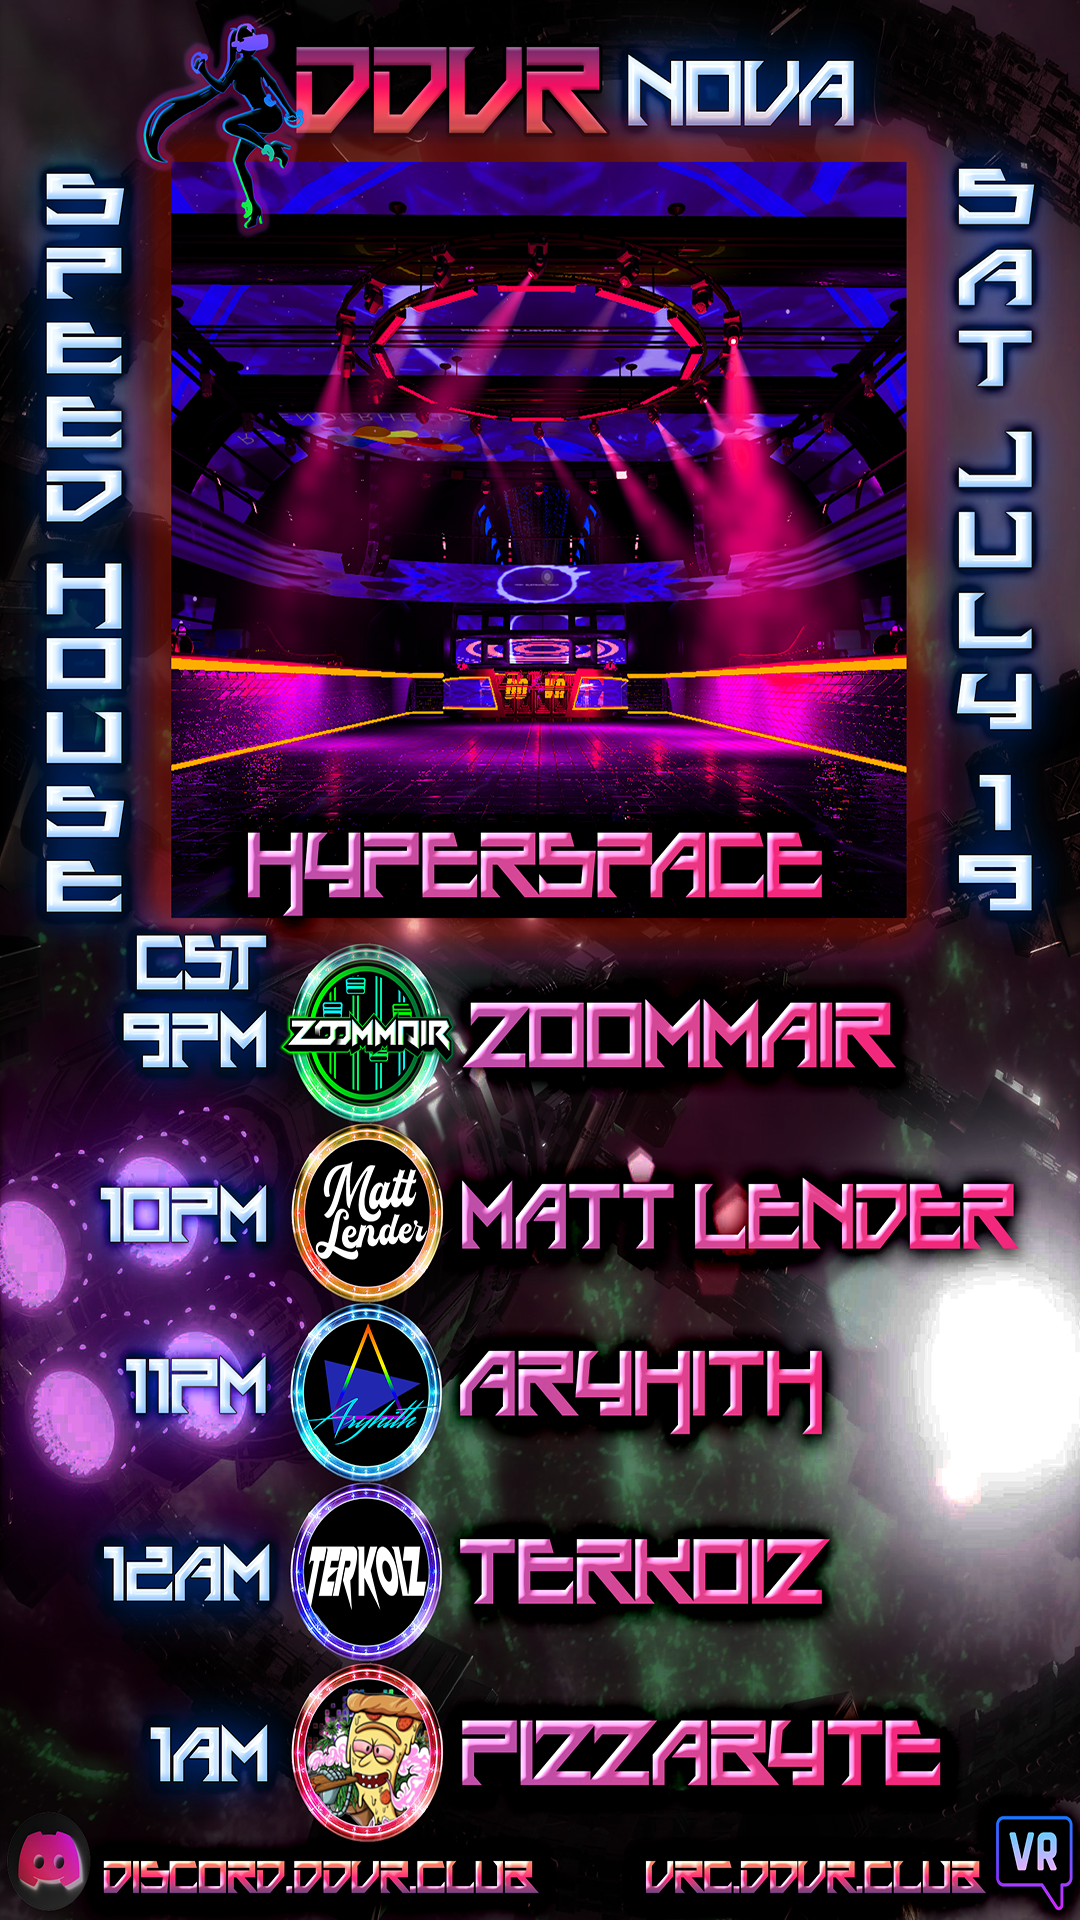 DDVR NOVA
SPEED HOUSE
SAT JULY 19
HYPERSPACE
CST
9PM ZOOMMAIR ZOOMMAIR
10PM Matt Lender MATT LENDER
11PM Aryhith ARYHITH
12AM TERKOIZ TERKOIZ
1AM PIZZABYTE
DISCORD.DDVR.CLUB
VRC.DDVR.CLUB
VR